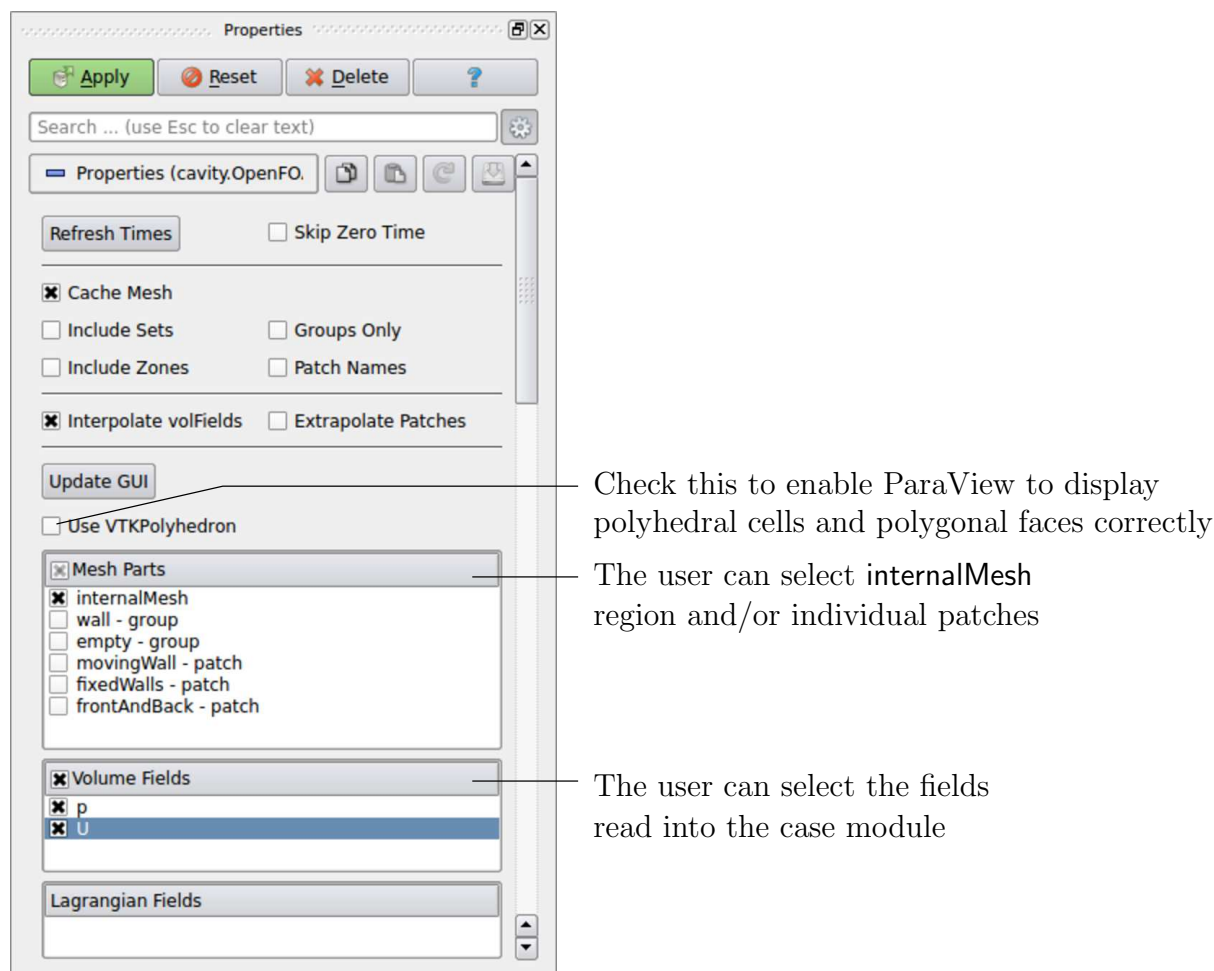 Properties
Apply Reset Delete ?
Search ... (use Esc to clear text)
Properties (cavity.OpenFO.
Refresh Times Skip Zero Time
Cache Mesh
Include Sets Groups Only
Include Zones Patch Names
Interpolate volFields Extrapolate Patches
Update GUI
Use VTKPolyhedron
Check this to enable ParaView to display
polyhedral cells and polygonal faces correctly
Mesh Parts
internalMesh
wall - group
empty - group
movingWall - patch
fixedWalls - patch
frontAndBack - patch
The user can select internalMesh
region and/or individual patches
Volume Fields
p
U
The user can select the fields
read into the case module
Lagrangian Fields